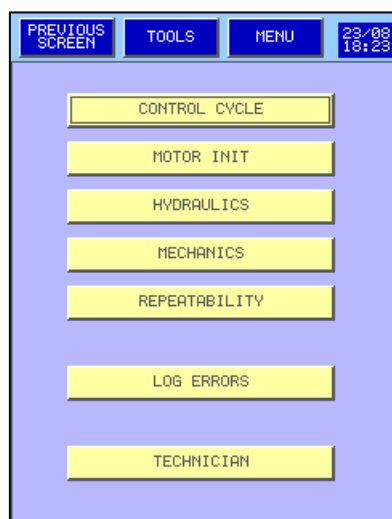 PREVIOUS
SCREEN
TOOLS
MENU
23/08
18:23
CONTROL CYCLE
MOTOR INIT
HYDRAULICS
MECHANICS
REPEATABILITY
LOG ERRORS
TECHNICIAN